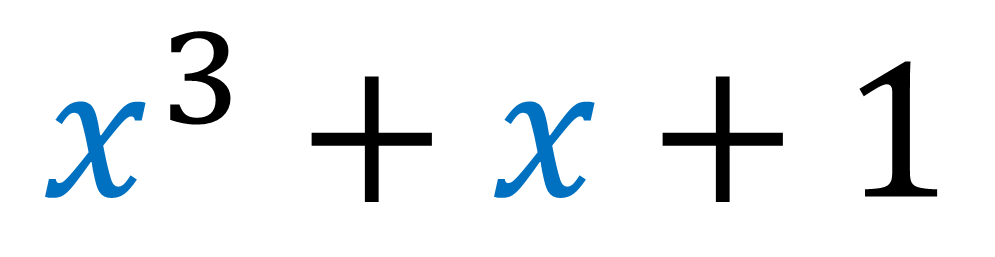 x³ + x + 1